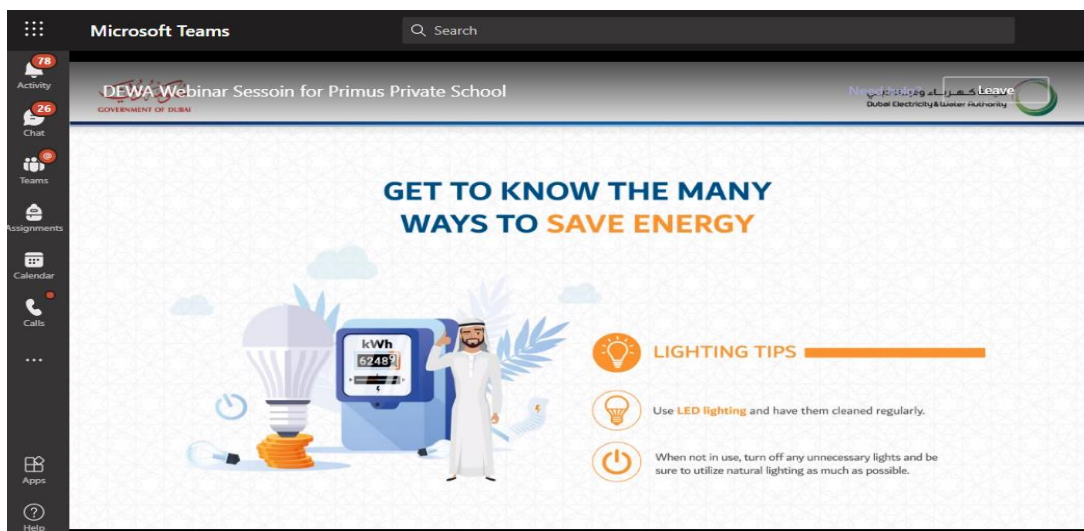 Microsoft Teams
Search
78
Activity
26
Chat
@
Teams
Assignments
Calendar
Calls
...
Apps
Help
DEWA Webinar Sessoin for Primus Private School
GOVERNMENT OF DUBAI
Need help?
Leave
Dubai Electricity & Water Authority
GET TO KNOW THE MANY
WAYS TO SAVE ENERGY
kWh
62489
LIGHTING TIPS
Use LED lighting and have them cleaned regularly.
When not in use, turn off any unnecessary lights and be
sure to utilize natural lighting as much as possible.